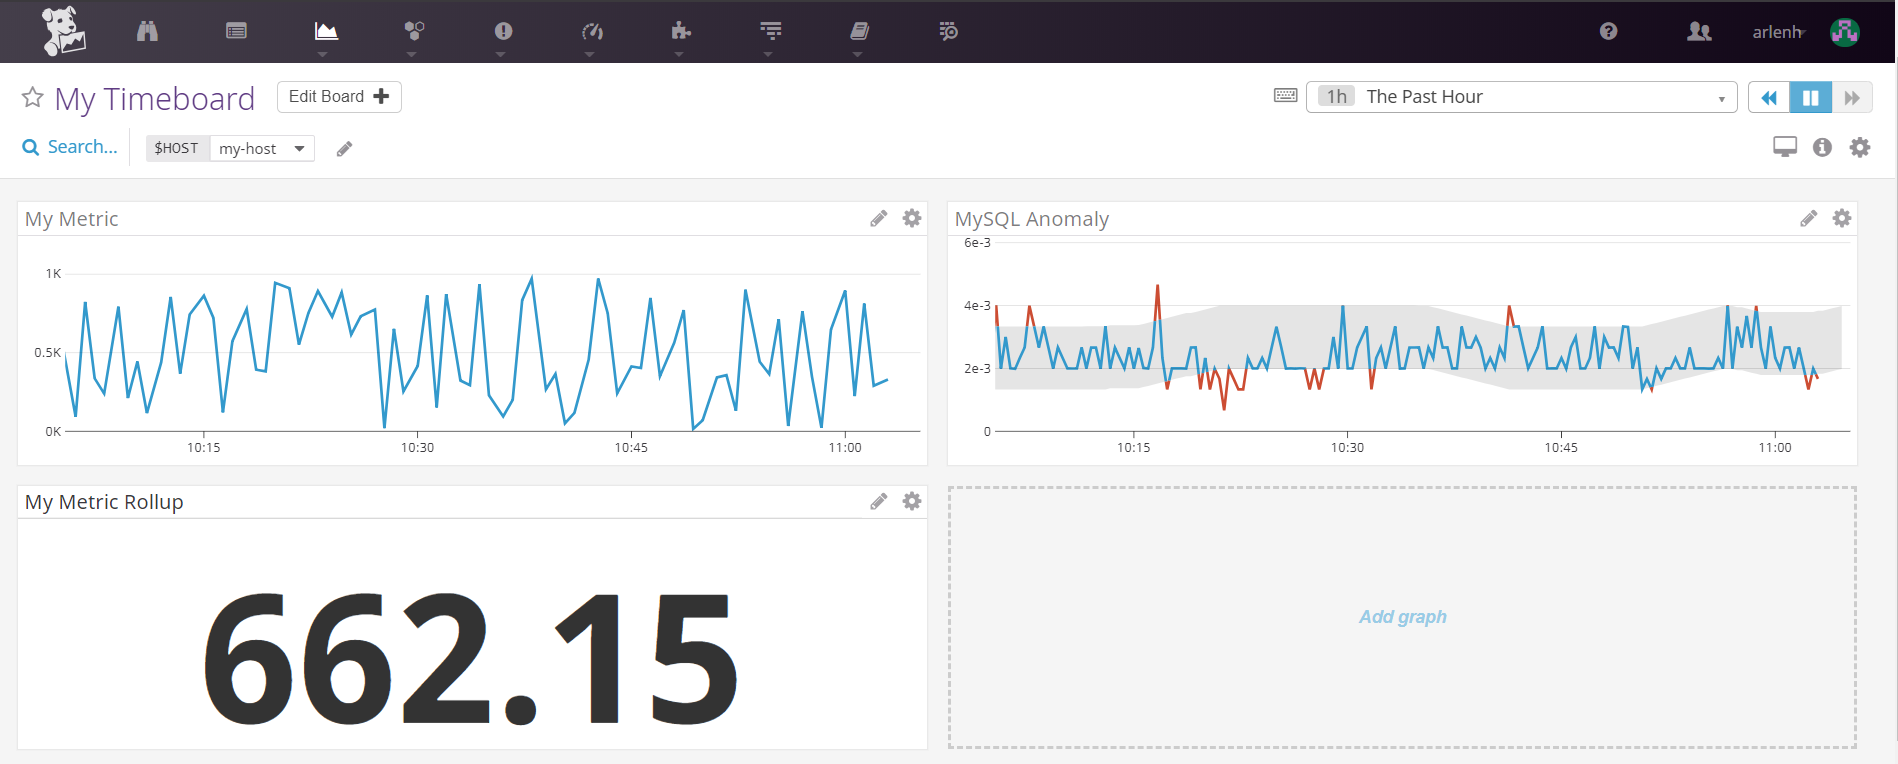 arlenh
My Timeboard
Edit Board
1h The Past Hour
Search...
$HOST my-host
My Metric
1K
0.5K
0K
10:15 10:30 10:45 11:00
MySQL Anomaly
6e-3
4e-3
2e-3
0
10:15 10:30 10:45 11:00
My Metric Rollup
662.15
Add graph